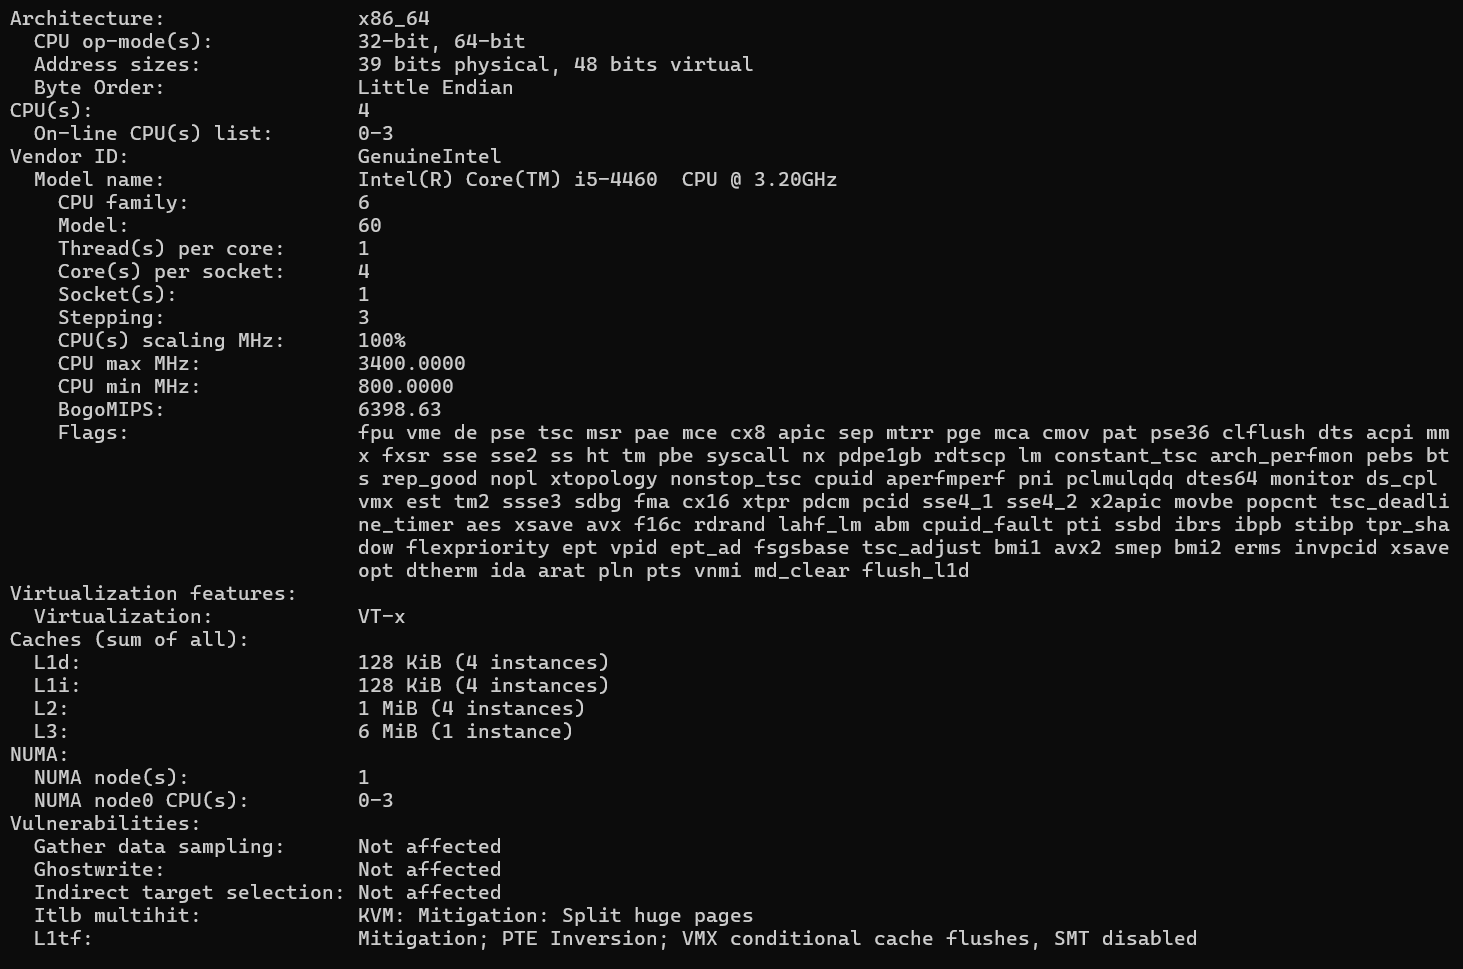 Architecture:                x86_64
  CPU op-mode(s):            32-bit, 64-bit
  Address sizes:             39 bits physical, 48 bits virtual
  Byte Order:                Little Endian
CPU(s):                      4
  On-line CPU(s) list:       0-3
Vendor ID:                   GenuineIntel
  Model name:                Intel(R) Core(TM) i5-4460  CPU @ 3.20GHz
    CPU family:              6
    Model:                   60
    Thread(s) per core:      1
    Core(s) per socket:      4
    Socket(s):               1
    Stepping:                3
    CPU(s) scaling MHz:      100%
    CPU max MHz:             3400.0000
    CPU min MHz:             800.0000
    BogoMIPS:                6398.63
    Flags:                   fpu vme de pse tsc msr pae mce cx8 apic sep mtrr pge mca cmov pat pse36 clflush dts acpi mm
                             x fxsr sse sse2 ss ht tm pbe syscall nx pdpe1gb rdtscp lm constant_tsc arch_perfmon pebs bt
                             s rep_good nopl xtopology nonstop_tsc cpuid aperfmperf pni pclmulqdq dtes64 monitor ds_cpl
                             vmx est tm2 ssse3 sdbg fma cx16 xtpr pdcm pcid sse4_1 sse4_2 x2apic movbe popcnt tsc_deadli
                             ne_timer aes xsave avx f16c rdrand lahf_lm abm cpuid_fault pti ssbd ibrs ibpb stibp tpr_sha
                             dow flexpriority ept vpid ept_ad fsgsbase tsc_adjust bmi1 avx2 smep bmi2 erms invpcid xsave
                             opt dtherm ida arat pln pts vnmi md_clear flush_l1d
Virtualization features:
  Virtualization:            VT-x
Caches (sum of all):
  L1d:                       128 KiB (4 instances)
  L1i:                       128 KiB (4 instances)
  L2:                        1 MiB (4 instances)
  L3:                        6 MiB (1 instance)
NUMA:
  NUMA node(s):              1
  NUMA node0 CPU(s):         0-3
Vulnerabilities:
  Gather data sampling:      Not affected
  Ghostwrite:                Not affected
  Indirect target selection: Not affected
  Itlb multihit:             KVM: Mitigation: Split huge pages
  L1tf:                      Mitigation; PTE Inversion; VMX conditional cache flushes, SMT disabled